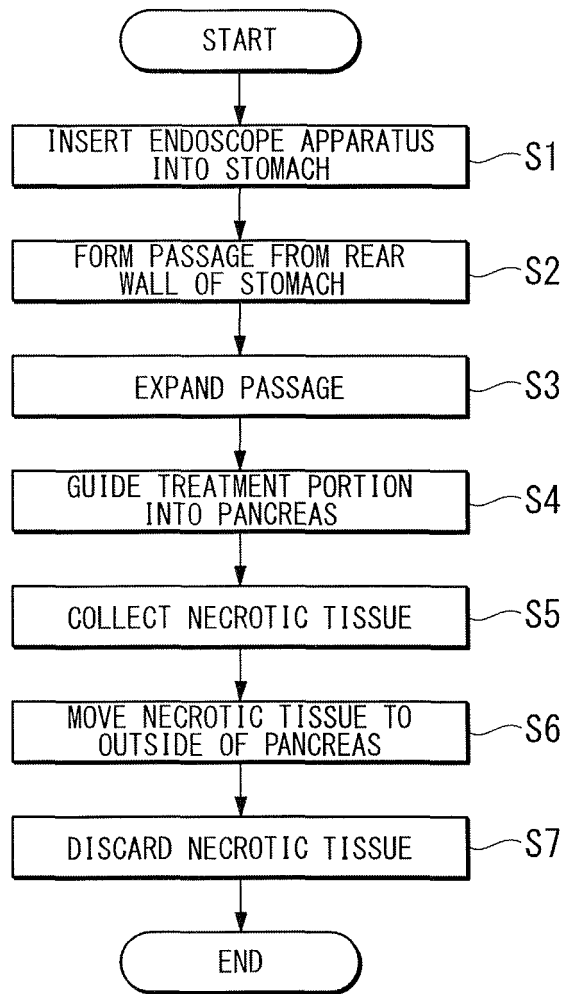 START
INSERT ENDOSCOPE APPARATUS
INTO STOMACH
S1
FORM PASSAGE FROM REAR
WALL OF STOMACH
S2
EXPAND PASSAGE
S3
GUIDE TREATMENT PORTION
INTO PANCREAS
S4
COLLECT NECROTIC TISSUE
S5
MOVE NECROTIC TISSUE TO
OUTSIDE OF PANCREAS
S6
DISCARD NECROTIC TISSUE
S7
END